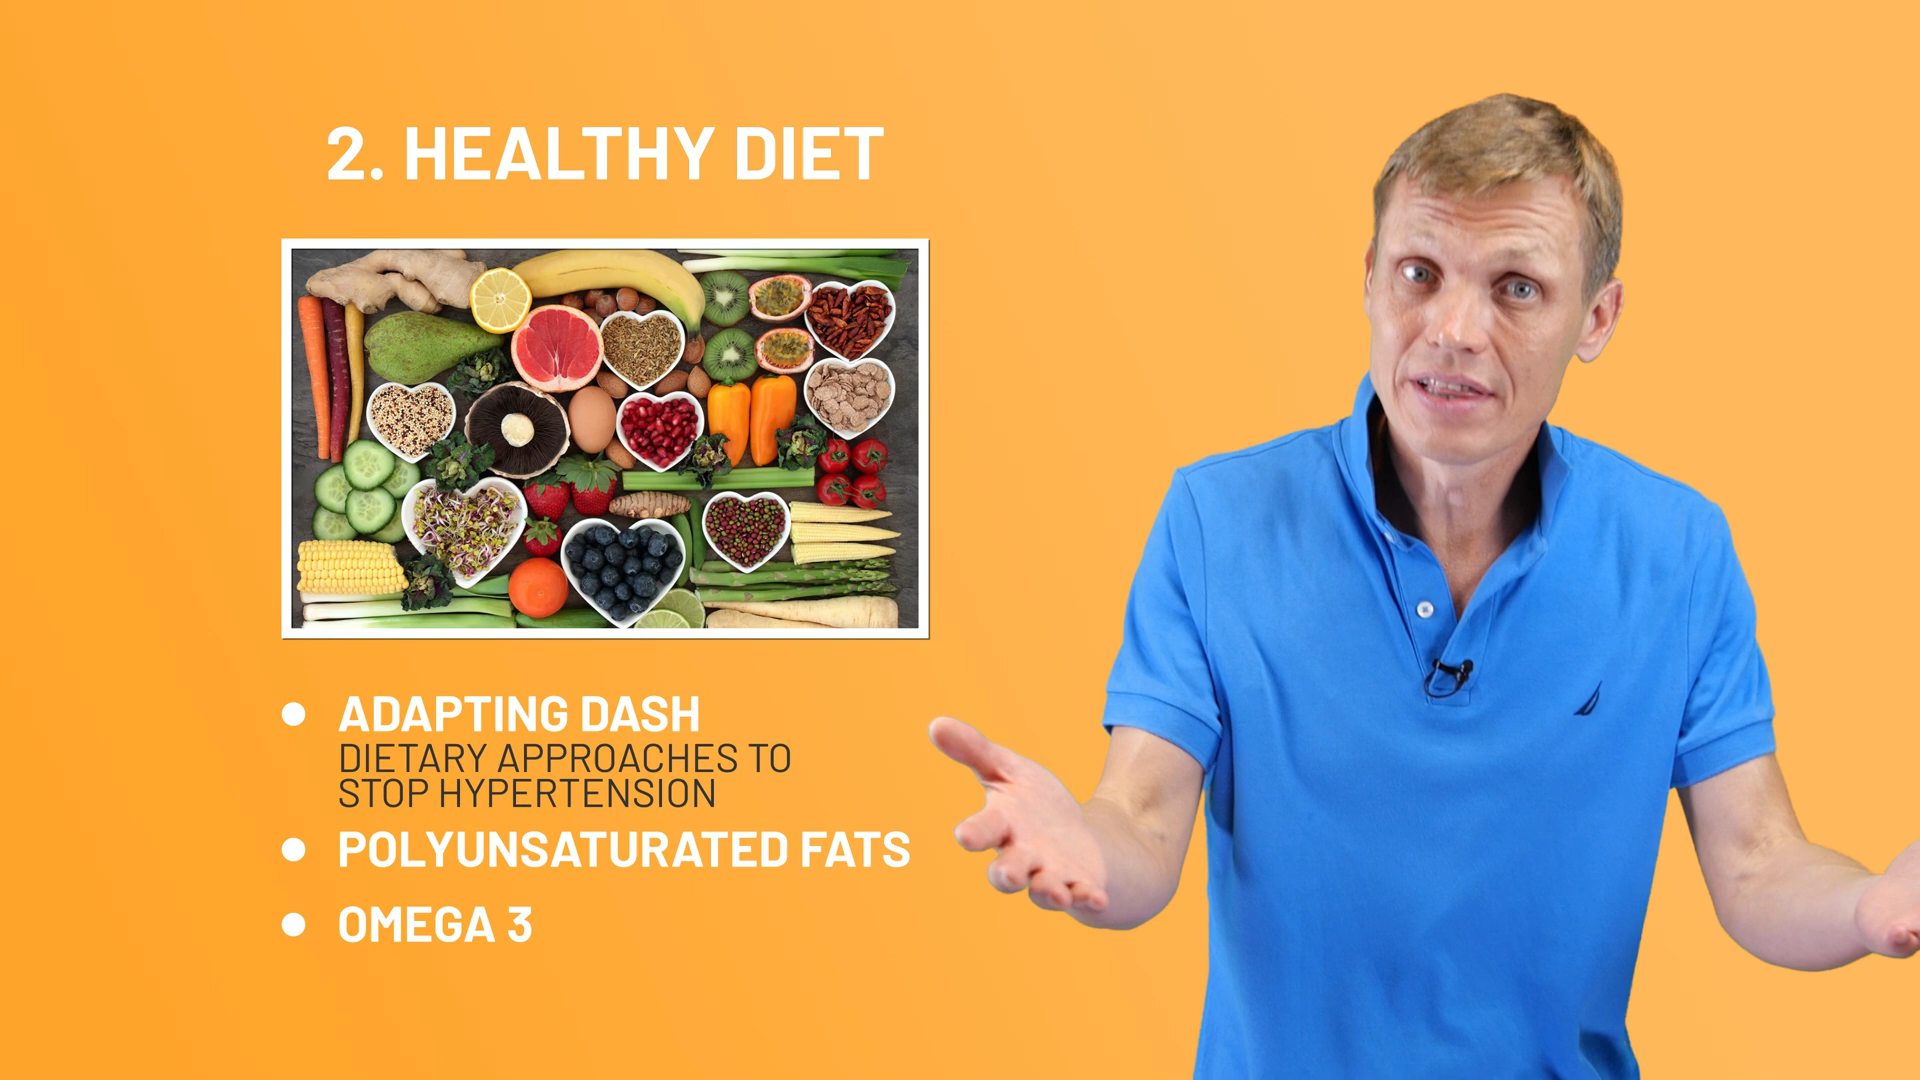 2. HEALTHY DIET
ADAPTING DASH
DIETARY APPROACHES TO
STOP HYPERTENSION
POLYUNSATURATED FATS
OMEGA 3